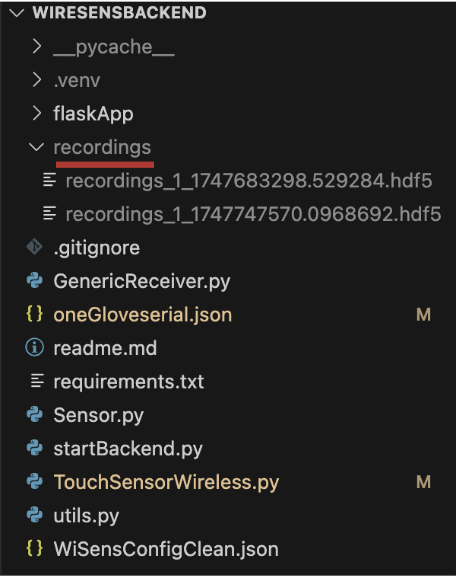 WIRESENSBACKEND
__pycache__
.venv
flaskApp
recordings
recordings_1_1747683298.529284.hdf5
recordings_1_1747747570.0968692.hdf5
.gitignore
GenericReceiver.py
{} oneGloveserial.json M
readme.md
requirements.txt
Sensor.py
startBackend.py
TouchSensorWireless.py M
utils.py
{} WiSensConfigClean.json